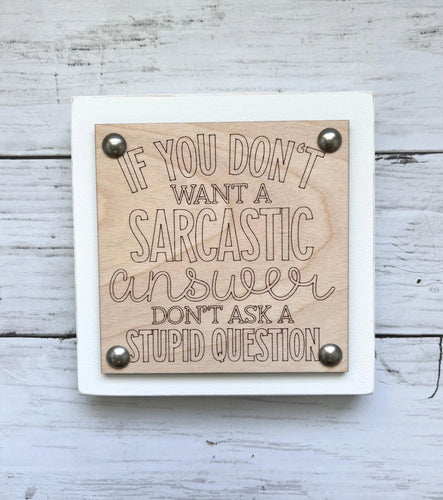 IF YOU DON'T
WANT A
SARCASTIC
answer
DON'T ASK A
STUPID QUESTION